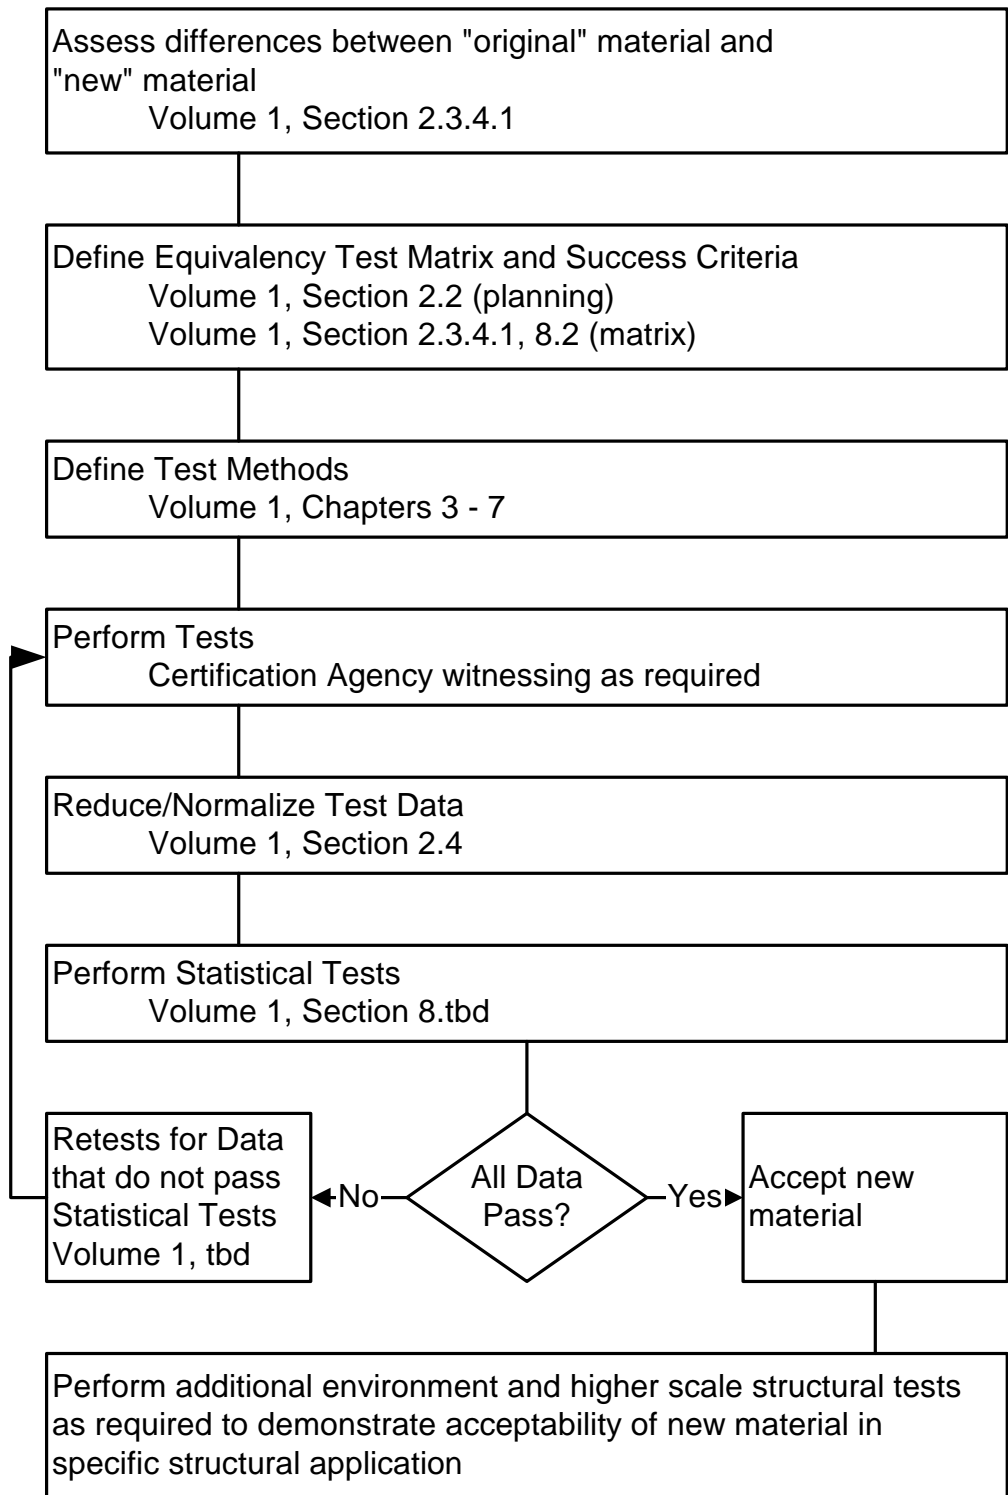 Assess differences between "original" material and
"new" material
Volume 1, Section 2.3.4.1
Define Equivalency Test Matrix and Success Criteria
Volume 1, Section 2.2 (planning)
Volume 1, Section 2.3.4.1, 8.2 (matrix)
Define Test Methods
Volume 1, Chapters 3 - 7
Perform Tests
Certification Agency witnessing as required
Reduce/Normalize Test Data
Volume 1, Section 2.4
Perform Statistical Tests
Volume 1, Section 8.tbd
Retests for Data
that do not pass
Statistical Tests
Volume 1, tbd
No
All Data
Pass?
Yes
Accept new
material
Perform additional environment and higher scale structural tests
as required to demonstrate acceptability of new material in
specific structural application